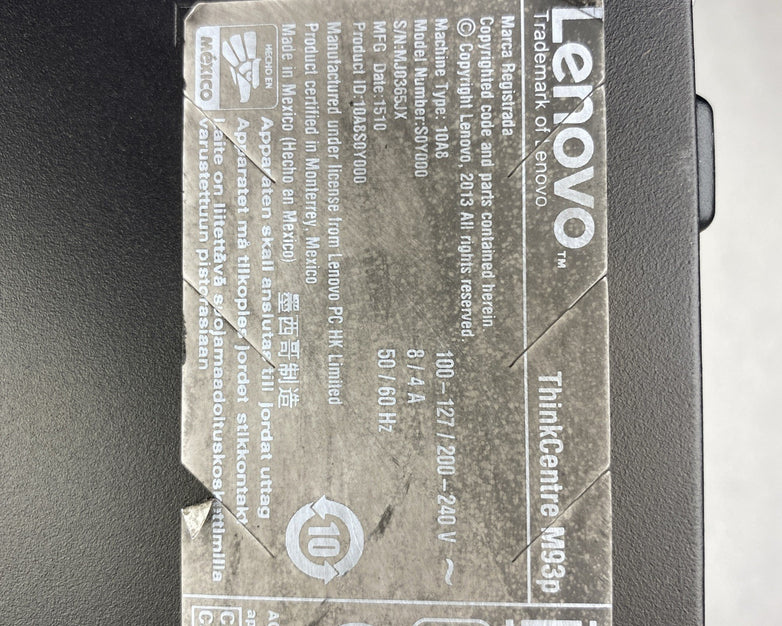 Lenovo™
Trademark of Lenovo
ThinkCentre M93p
Marca Registrada
Copyrighted code and parts contained herein.
© Copyright Lenovo, 2013 All rights reserved.
Machine Type: 10A8
100 – 127 / 200 – 240 V ~
Model Number: S0Y000
8 / 4 A
S/N:MJ0365JX
MFG Date: 1510
50 / 60 Hz
Product ID: 10A8S0Y000
Manufactured under license from Lenovo PC HK Limited
Product certified in Monterrey, Mexico
Made in Mexico (Hecho en Mexico) 墨西哥制造
10
HECHO EN
MÉXICO
Apparaten skall anslutas till jordat uttag
Apparatet må tilkoples jordet stikkontakt
Laite on liitettävä suojamaadoituskoskettimilla
varustettuun pistorasiaan